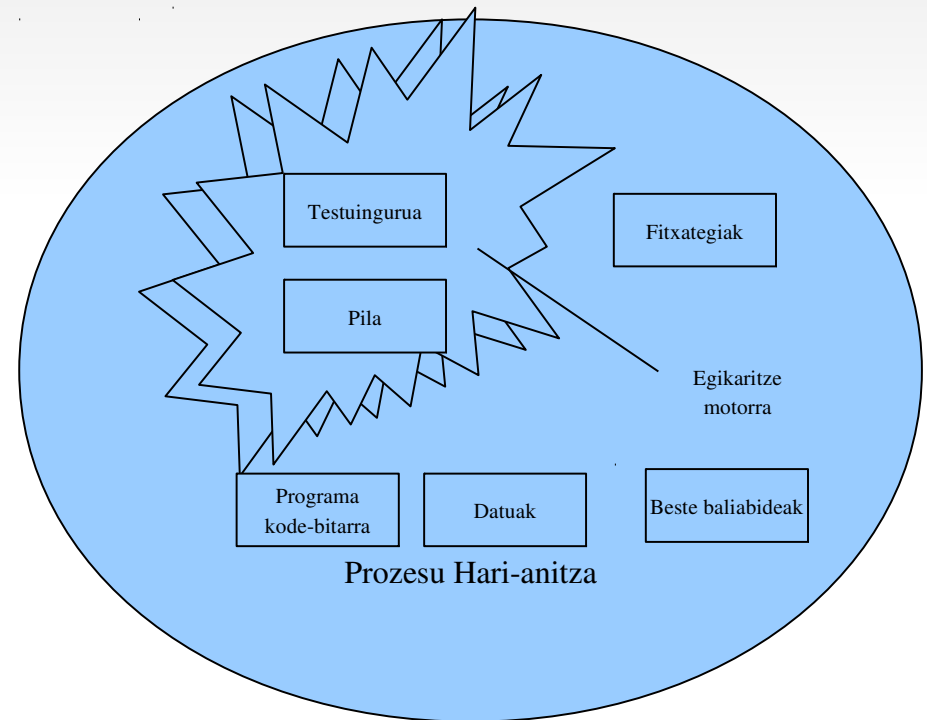 Testuingurua
Fitxategiak
Pila
Egikaritze
motorra
Programa
kode-bitarra
Datuak
Beste baliabideak
Prozesu Hari-anitza